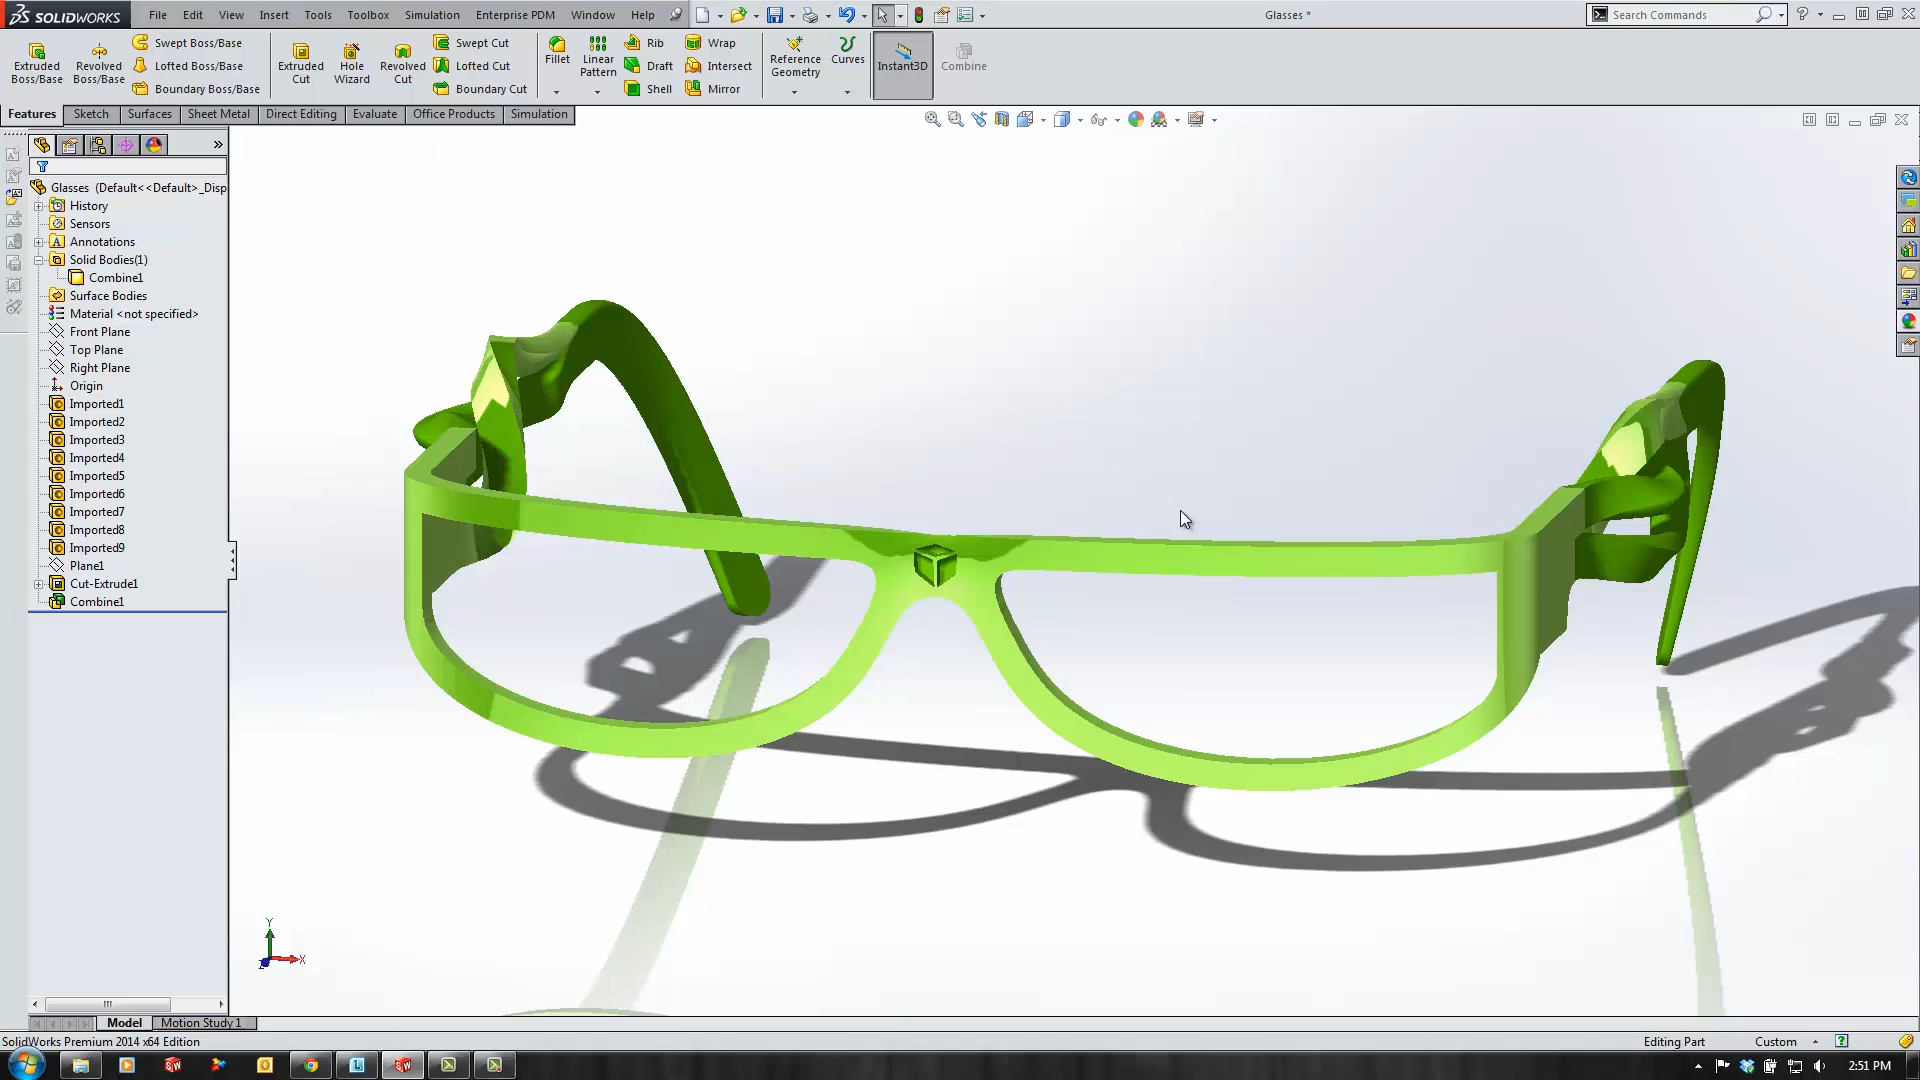 SOLIDWORKS File Edit View Insert Tools Toolbox Simulation Enterprise PDM Window Help Glasses * Search Commands
Extruded Boss/Base
Revolved Boss/Base
Swept Boss/Base
Lofted Boss/Base
Boundary Boss/Base
Extruded Cut
Hole Wizard
Revolved Cut
Swept Cut
Lofted Cut
Boundary Cut
Fillet
Linear Pattern
Rib
Draft
Shell
Wrap
Intersect
Mirror
Reference Geometry
Curves
Instant3D
Combine
Features Sketch Surfaces Sheet Metal Direct Editing Evaluate Office Products Simulation
Glasses (Default<<Default>_Disp
History
Sensors
Annotations
Solid Bodies(1)
Combine1
Surface Bodies
Material <not specified>
Front Plane
Top Plane
Right Plane
Origin
Imported1
Imported2
Imported3
Imported4
Imported5
Imported6
Imported7
Imported8
Imported9
Plane1
Cut-Extrude1
Combine1
Y
X
Z
Model Motion Study 1
SolidWorks Premium 2014 x64 Edition Editing Part Custom
2:51 PM